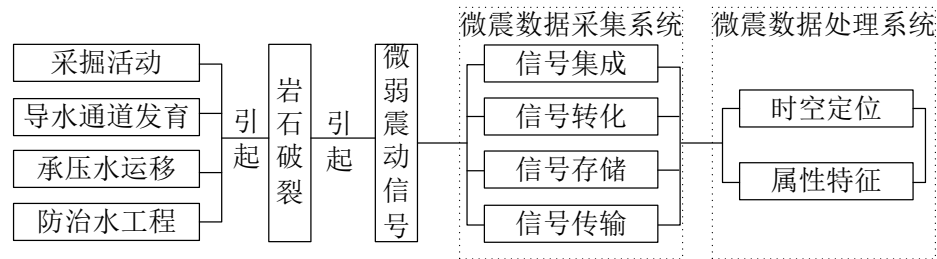 微震数据采集系统
微震数据处理系统
采掘活动
导水通道发育
承压水运移
防治水工程
引起
岩石破裂
引起
微弱震动信号
信号集成
信号转化
信号存储
信号传输
时空定位
属性特征